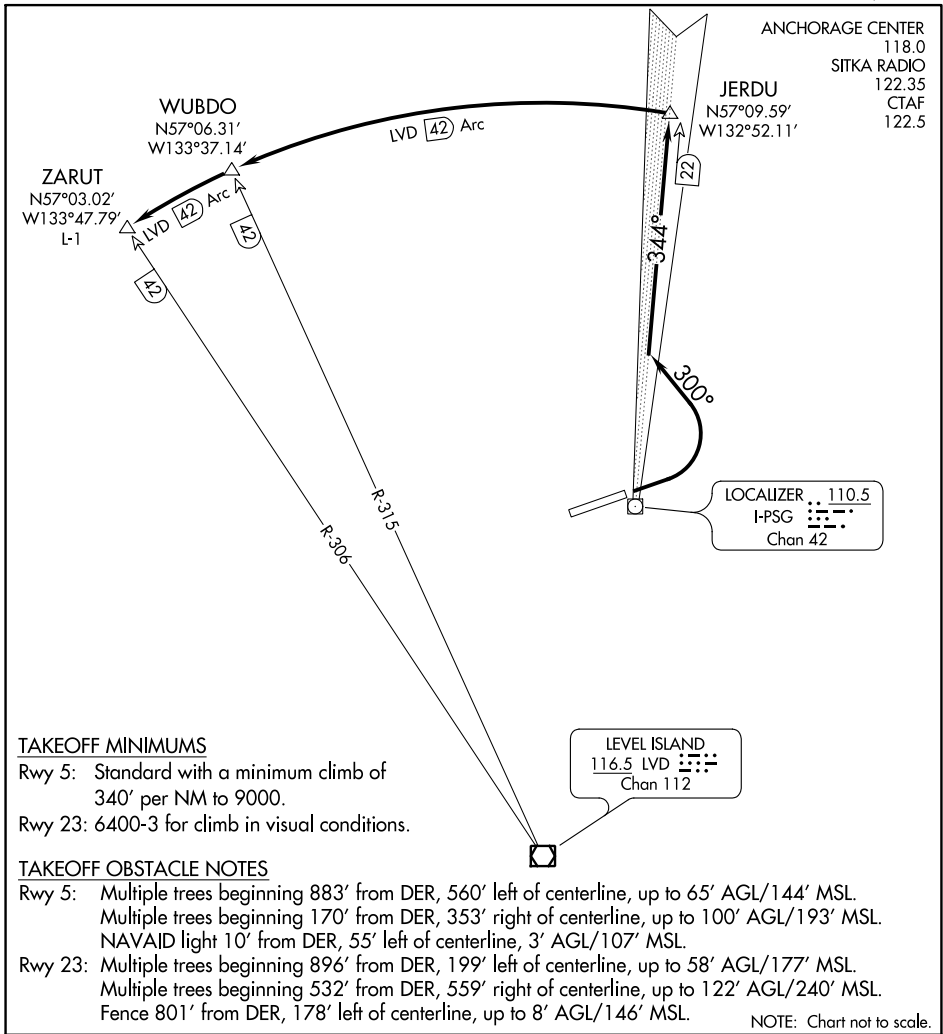 ANCHORAGE CENTER
118.0
SITKA RADIO
122.35
CTAF
122.5
JERDU
N57°09.59’
W132°52.11’
WUBDO
N57°06.31’
W133°37.14’
LVD 42 Arc
ZARUT
N57°03.02’
W133°47.79’
L-1
LVD 42 Arc
42
42
22
344°
300°
R-315
R-306
LOCALIZER 110.5
I-PSG
Chan 42
LEVEL ISLAND
116.5 LVD
Chan 112
TAKEOFF MINIMUMS
Rwy 5: Standard with a minimum climb of
340’ per NM to 9000.
Rwy 23: 6400-3 for climb in visual conditions.
TAKEOFF OBSTACLE NOTES
Rwy 5: Multiple trees beginning 883’ from DER, 560’ left of centerline, up to 65’ AGL/144’ MSL.
Multiple trees beginning 170’ from DER, 353’ right of centerline, up to 100’ AGL/193’ MSL.
NAVAID light 10’ from DER, 55’ left of centerline, 3’ AGL/107’ MSL.
Rwy 23: Multiple trees beginning 896’ from DER, 199’ left of centerline, up to 58’ AGL/177’ MSL.
Multiple trees beginning 532’ from DER, 559’ right of centerline, up to 122’ AGL/240’ MSL.
Fence 801’ from DER, 178’ left of centerline, up to 8’ AGL/146’ MSL.
NOTE: Chart not to scale.